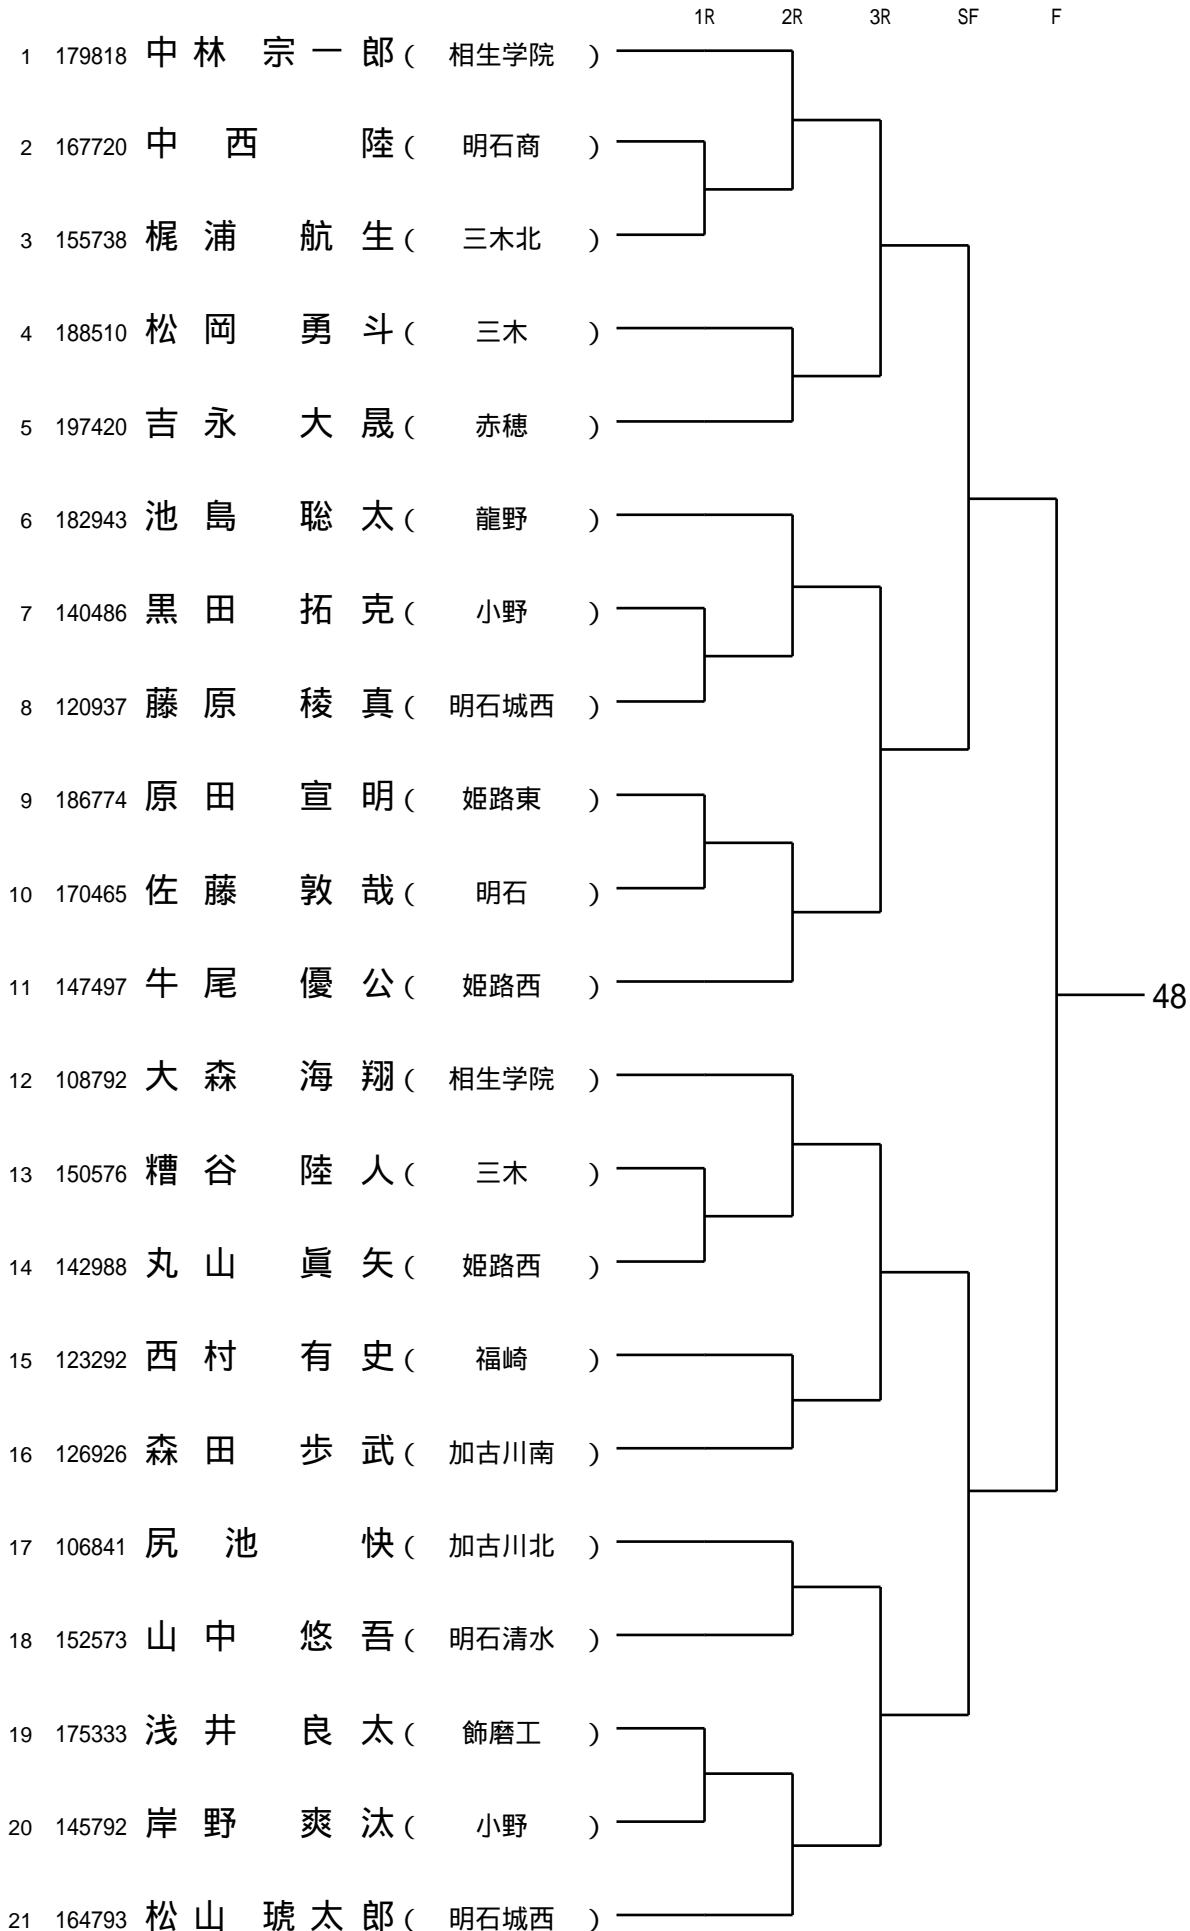 1R 2R 3R SF F
1 179818 中林 宗一郎 ( 相生学院 )
2 167720 中西 陸 ( 明石商 )
3 155738 梶浦 航生 ( 三木北 )
4 188510 松岡 勇斗 ( 三木 )
5 197420 吉永 大晟 ( 赤穂 )
6 182943 池島 聡太 ( 龍野 )
7 140486 黒田 拓克 ( 小野 )
8 120937 藤原 稜真 ( 明石城西 )
9 186774 原田 宣明 ( 姫路東 )
10 170465 佐藤 敦哉 ( 明石 )
11 147497 牛尾 優公 ( 姫路西 )
48
12 108792 大森 海翔 ( 相生学院 )
13 150576 糟谷 陸人 ( 三木 )
14 142988 丸山 眞矢 ( 姫路西 )
15 123292 西村 有史 ( 福崎 )
16 126926 森田 歩武 ( 加古川南 )
17 106841 尻池 快 ( 加古川北 )
18 152573 山中 悠吾 ( 明石清水 )
19 175333 浅井 良太 ( 飾磨工 )
20 145792 岸野 爽汰 ( 小野 )
21 164793 松山 琥太郎 ( 明石城西 )